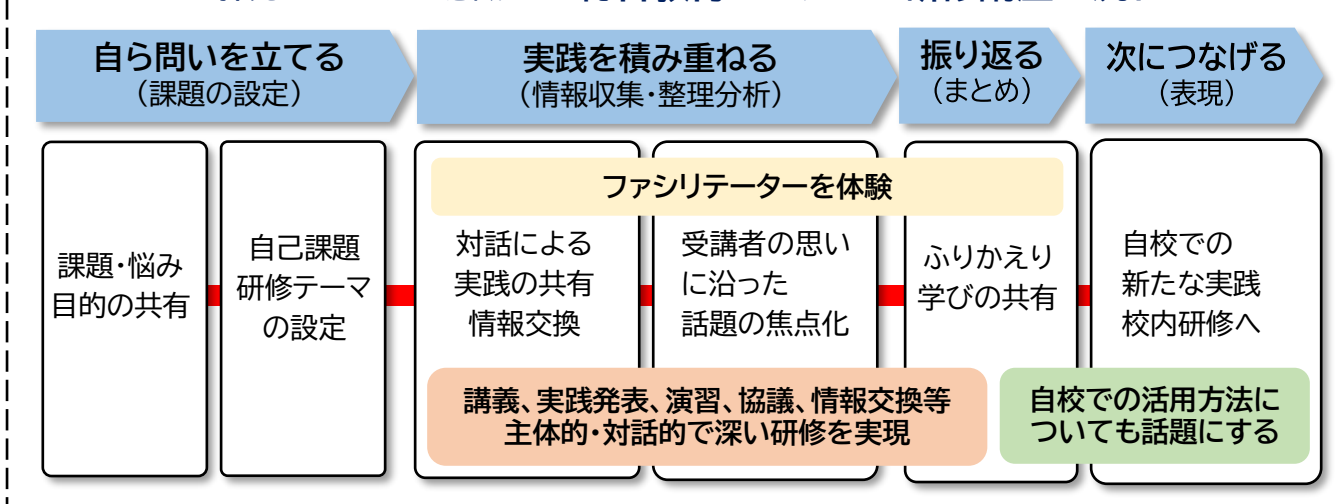 自ら問いを立てる
(課題の設定)
実践を積み重ねる
(情報収集・整理分析)
振り返る
(まとめ)
次につなげる
(表現)
ファシリテーターを体験
課題・悩み
目的の共有
自己課題
研修テーマ
の設定
対話による
実践の共有
情報交換
受講者の思い
に沿った
話題の焦点化
ふりかえり
学びの共有
自校での
新たな実践
校内研修へ
講義、実践発表、演習、協議、情報交換等
主体的・対話的で深い研修を実現
自校での活用方法に
ついても話題にする